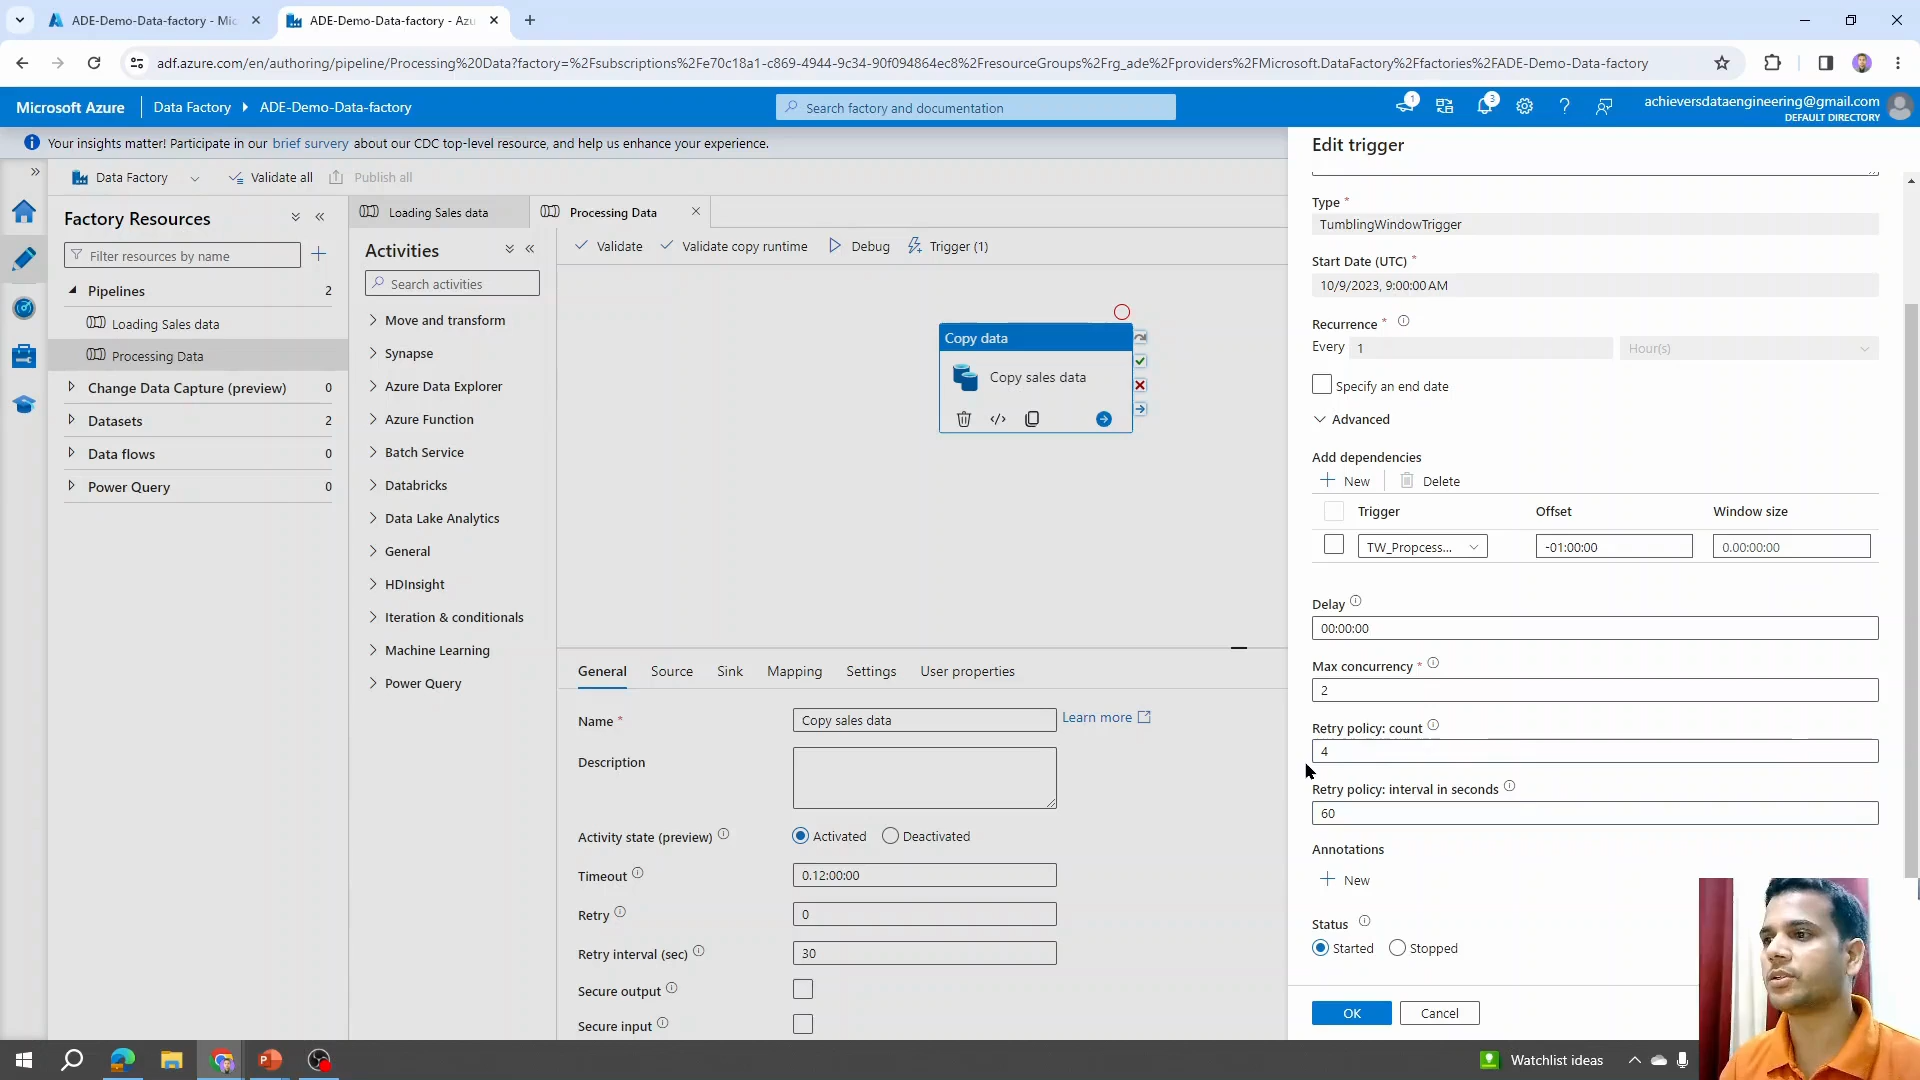 ADE-Demo-Data-factory - Mic
ADE-Demo-Data-factory - Azu
adf.azure.com/en/authoring/pipeline/Processing%20Data?factory=%2Fsubscriptions%2Fe70c18a1-c869-4944-9c34-90f094864ec8%2FresourceGroups%2Frg_ade%2Fproviders%2FMicrosoft.DataFactory%2Ffactories%2FADE-Demo-Data-factory
Microsoft Azure
Data Factory
ADE-Demo-Data-factory
Search factory and documentation
1
3
achieversdataengineering@gmail.com
DEFAULT DIRECTORY
Your insights matter! Participate in our brief survey about our CDC top-level resource, and help us enhance your experience.
Data Factory
Validate all
Publish all
Factory Resources
Filter resources by name
Pipelines 2
Loading Sales data
Processing Data
Change Data Capture (preview) 0
Datasets 2
Data flows 0
Power Query 0
Loading Sales data
Processing Data
Activities
Search activities
Move and transform
Synapse
Azure Data Explorer
Azure Function
Batch Service
Databricks
Data Lake Analytics
General
HDInsight
Iteration & conditionals
Machine Learning
Power Query
Validate
Validate copy runtime
Debug
Trigger (1)
Copy data
Copy sales data
General Source Sink Mapping Settings User properties
Name * Copy sales data Learn more
Description
Activity state (preview) Activated Deactivated
Timeout 0.12:00:00
Retry 0
Retry interval (sec) 30
Secure output
Secure input
Edit trigger
Type *
TumblingWindowTrigger
Start Date (UTC) *
10/9/2023, 9:00:00 AM
Recurrence *
Every 1 Hour(s)
Specify an end date
Advanced
Add dependencies
New Delete
Trigger Offset Window size
TW_Propcess... -01:00:00 0.00:00:00
Delay
00:00:00
Max concurrency *
2
Retry policy: count
4
Retry policy: interval in seconds
60
Annotations
New
Status
Started Stopped
OK Cancel
Watchlist ideas